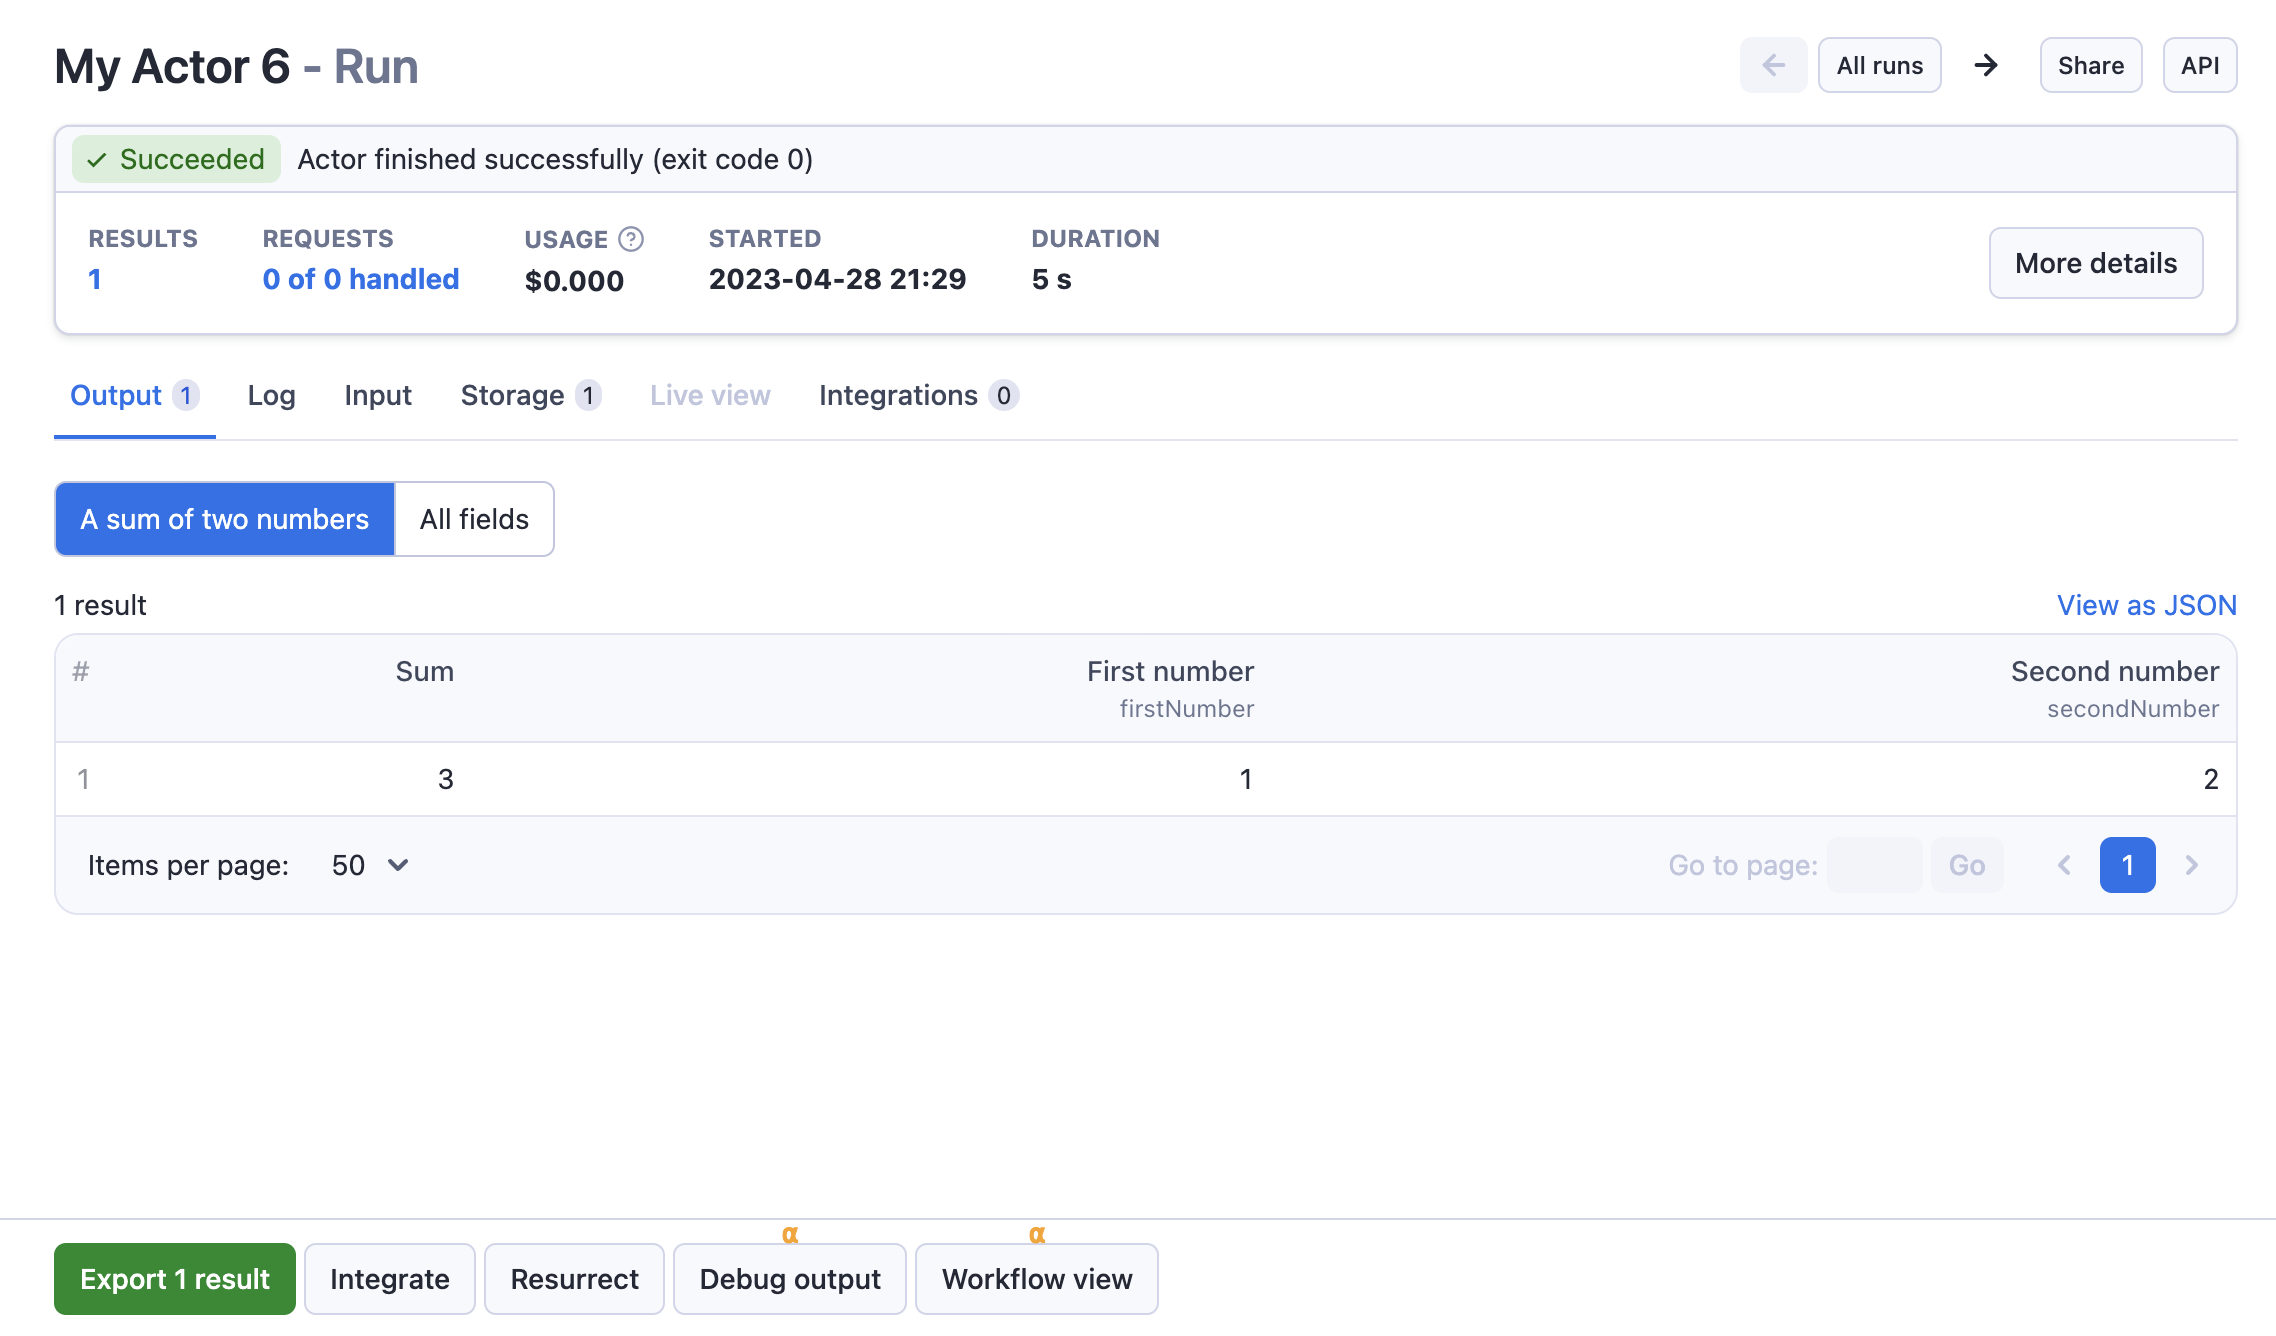 My Actor 6 - Run
All runs
Share
API
Succeeded Actor finished successfully (exit code 0)
RESULTS REQUESTS USAGE STARTED DURATION
1 0 of 0 handled $0.000 2023-04-28 21:29 5 s
More details
Output 1 Log Input Storage 1 Live view Integrations 0
A sum of two numbers All fields
1 result View as JSON
# Sum First number Second number
firstNumber secondNumber
1 3 1 2
Items per page: 50 Go to page: Go 1
α α
Export 1 result Integrate Resurrect Debug output Workflow view